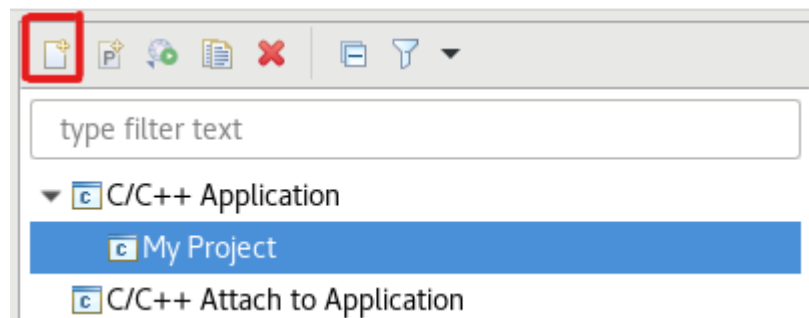 P
type filter text
C C/C++ Application
C My Project
C C/C++ Attach to Application